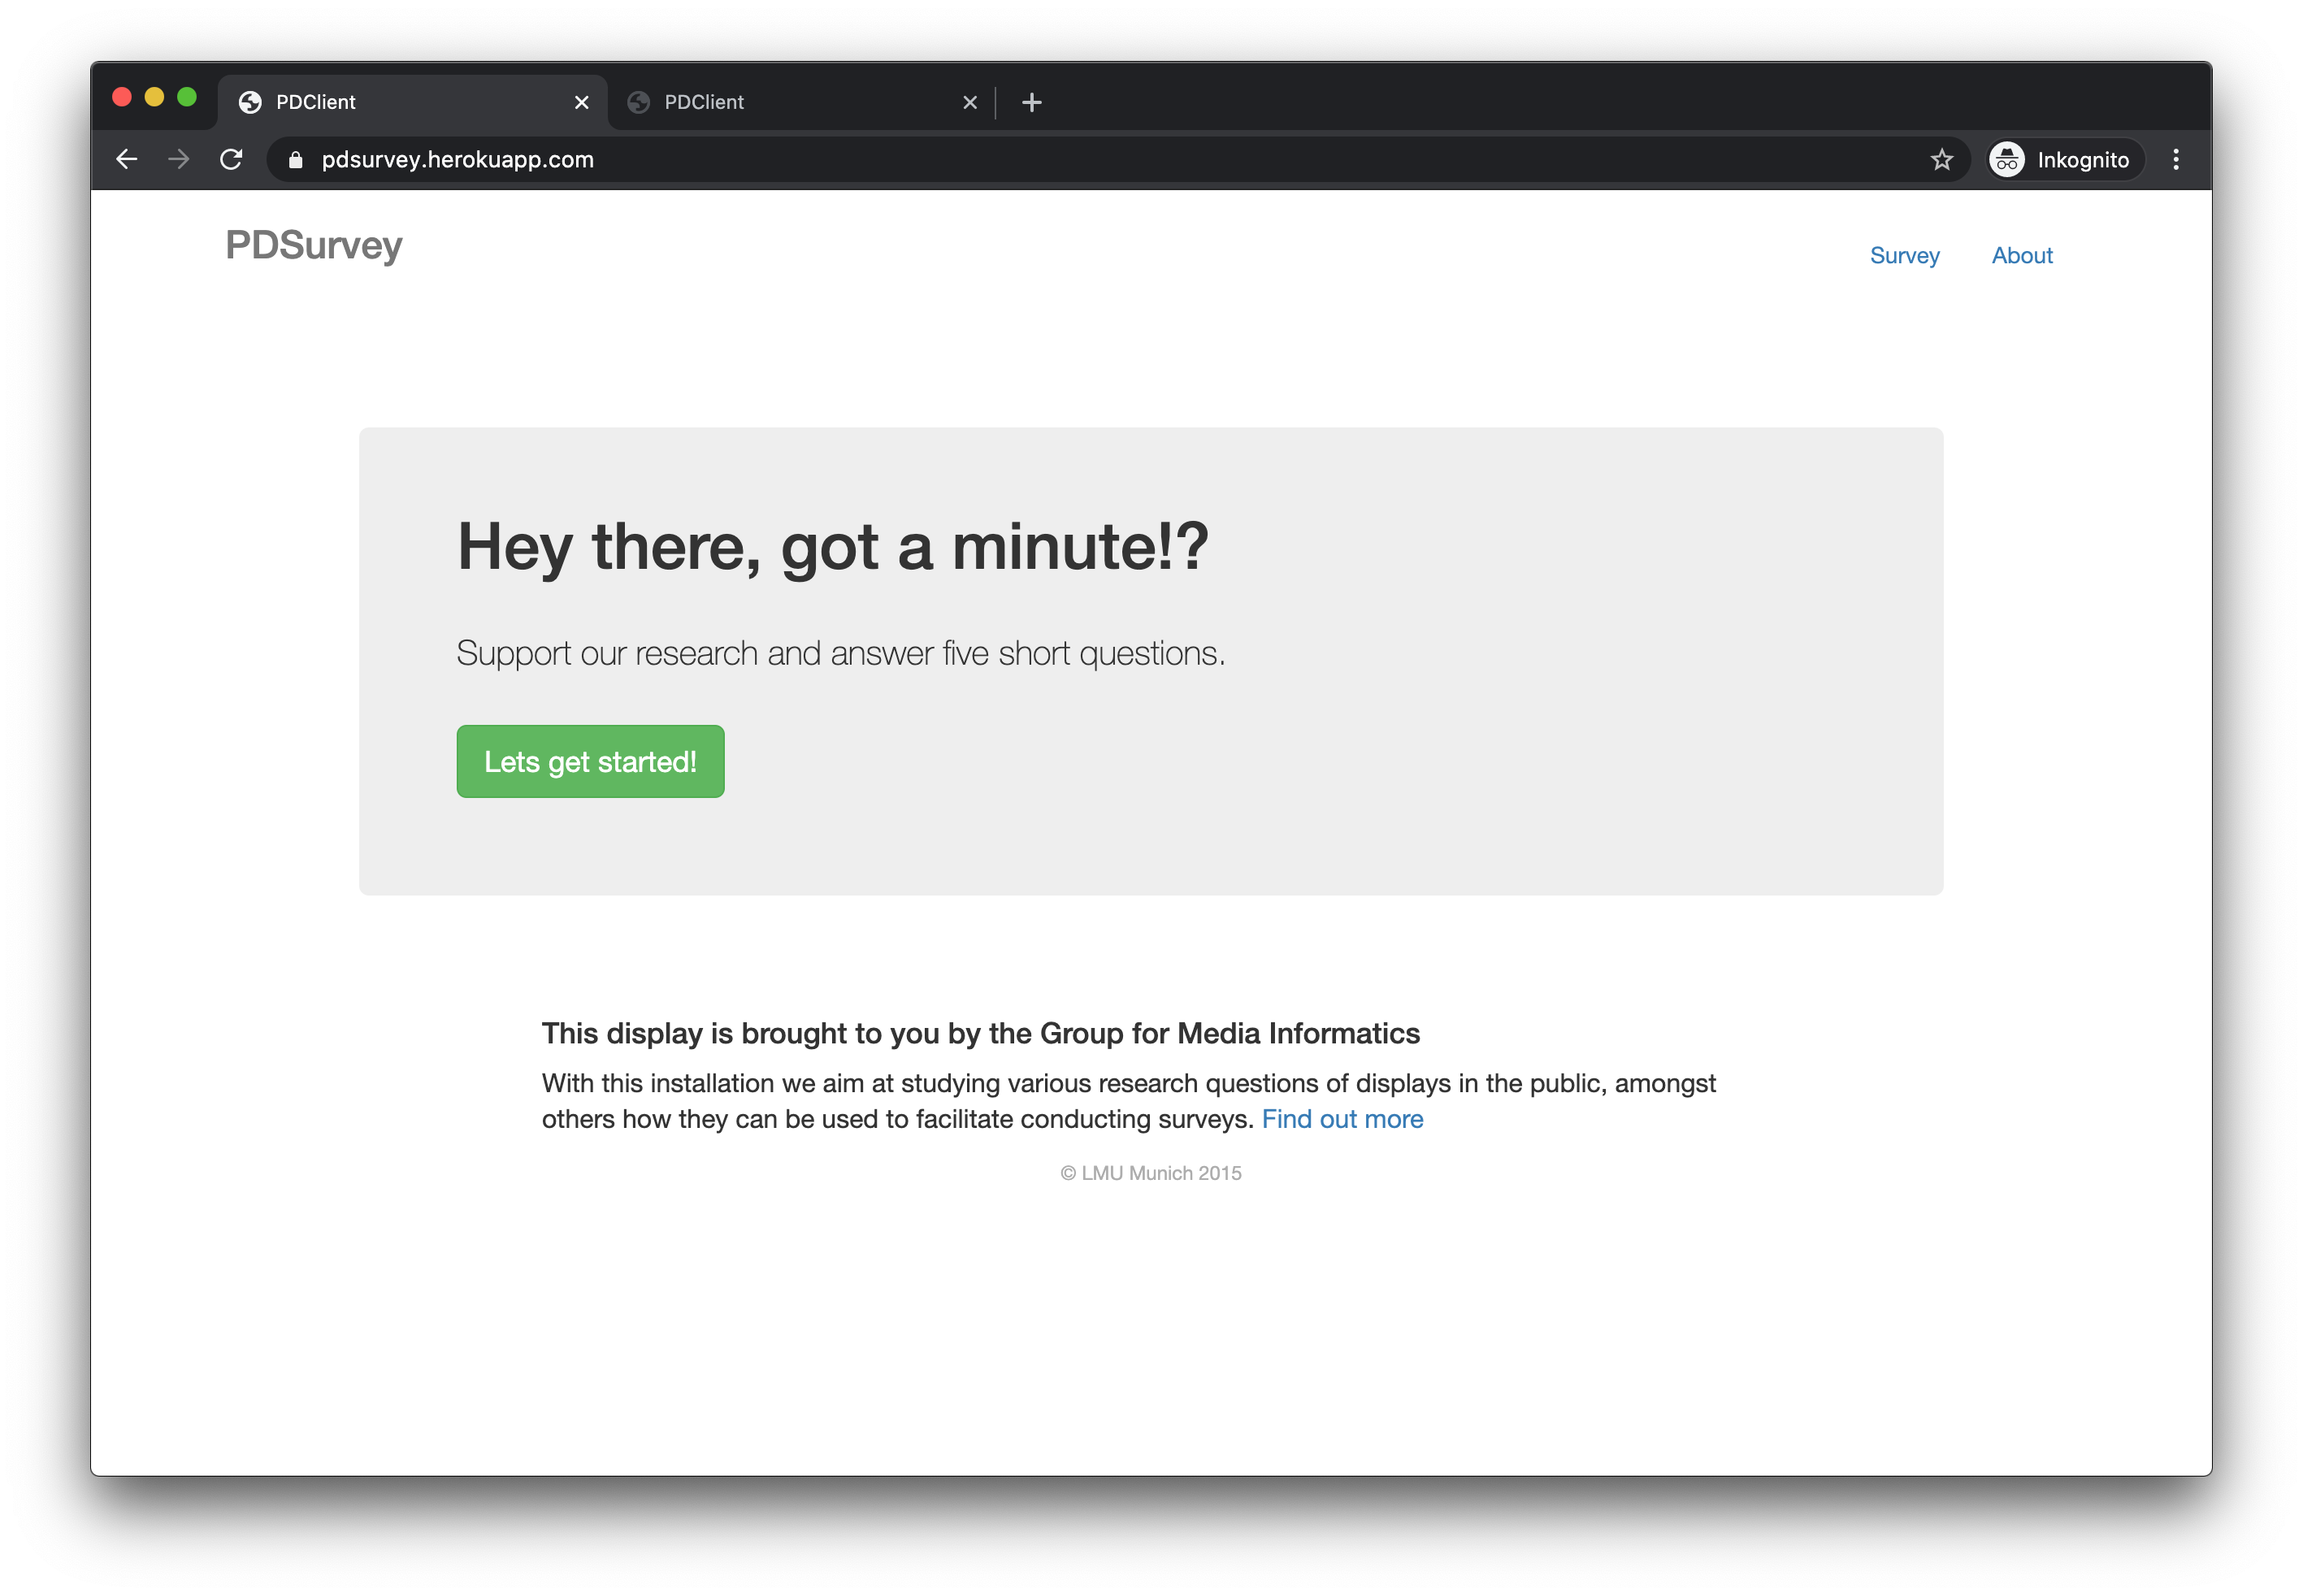 PDClient
PDClient
pdsurvey.herokuapp.com
Inkognito
PDSurvey
Survey
About
Hey there, got a minute!?
Support our research and answer five short questions.
Lets get started!
This display is brought to you by the Group for Media Informatics
With this installation we aim at studying various research questions of displays in the public, amongst
others how they can be used to facilitate conducting surveys. Find out more
© LMU Munich 2015